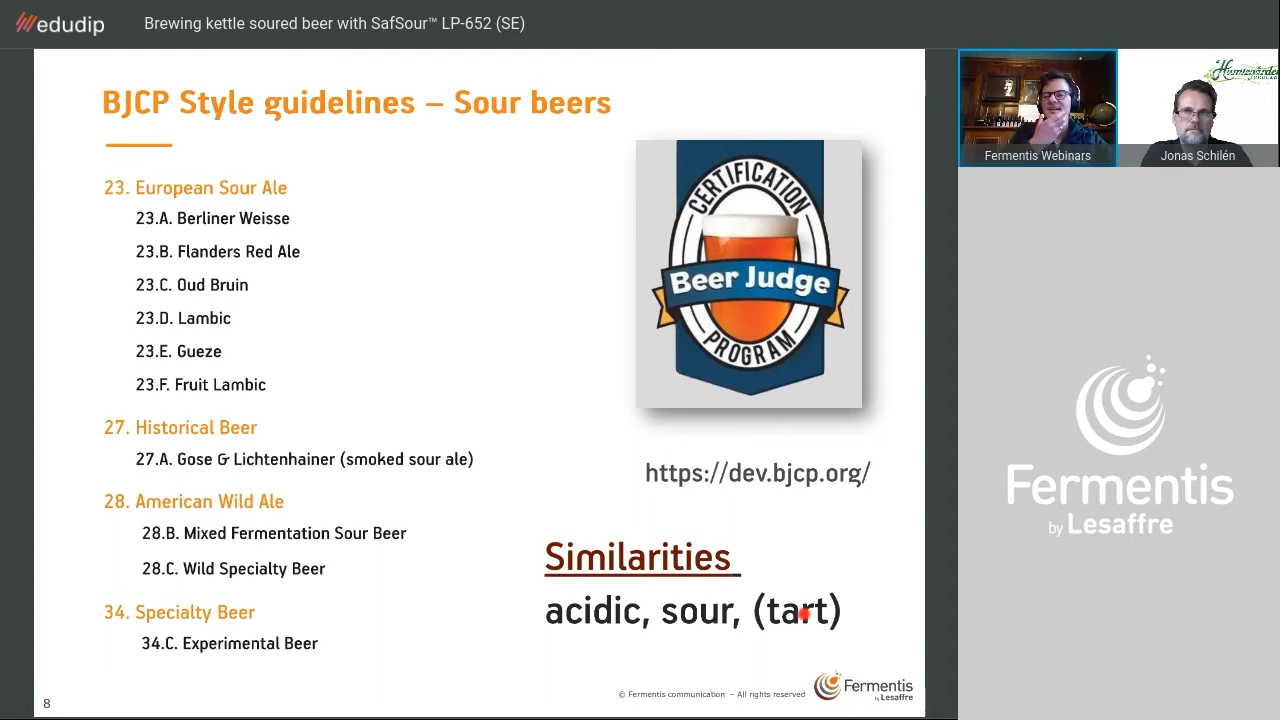 edudip
Brewing kettle soured beer with SafSour™ LP-652 (SE)
BJCP Style guidelines – Sour beers
23. European Sour Ale
23.A. Berliner Weisse
23.B. Flanders Red Ale
23.C. Oud Bruin
23.D. Lambic
23.E. Gueze
23.F. Fruit Lambic
27. Historical Beer
27.A. Gose & Lichtenhainer (smoked sour ale)
28. American Wild Ale
28.B. Mixed Fermentation Sour Beer
28.C. Wild Specialty Beer
34. Specialty Beer
34.C. Experimental Beer
CERTIFICATION
Beer Judge
PROGRAM
https://dev.bjcp.org/
Similarities
acidic, sour, (tart)
8
© Fermentis communication – All rights reserved
Fermentis
by Lesaffre
Fermentis Webinars
Jonas Schilén
Fermentis
by Lesaffre